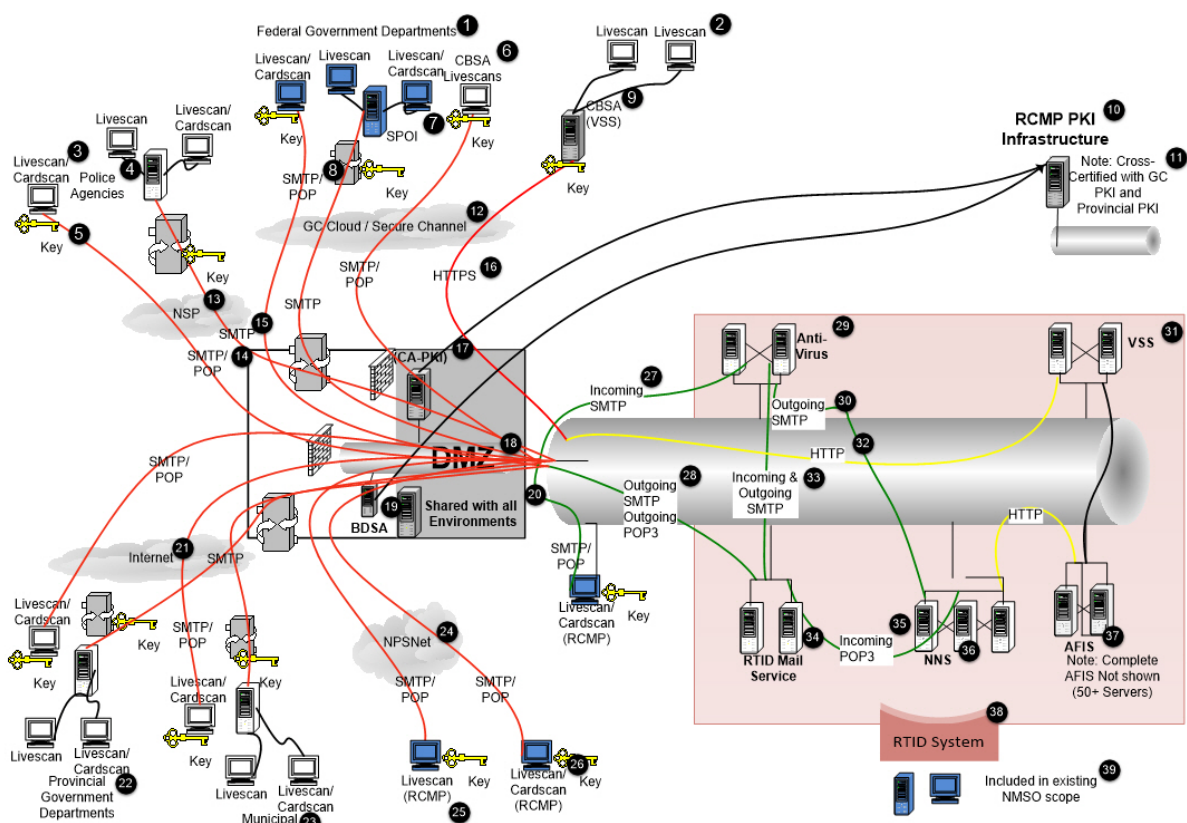 Federal Government Departments 1
Livescan
Livescan/
Cardscan
Livescan/
Cardscan
6
CBSA
Livescans
Key
7
SPOI
8
SMTP/
POP
Key
Key
Livescan
Livescan
2
9
CBSA
(VSS)
Key
RCMP PKI 10
Infrastructure
Note: Cross-
Certified with GC
PKI and
Provincial PKI
11
Livescan
Livescan/
Cardscan
3
Livescan/
Cardscan
4
Police
Agencies
Key
5
Key
12
GC Cloud / Secure Channel
13
NSP
SMTP
14
SMTP/
POP
15
SMTP
SMTP/
POP
16
HTTPS
17
(CA-PKI)
18
DMZ
19
BDSA
Shared with all
Environments
20
SMTP/
POP
Livescan/
Cardscan
(RCMP)
Key
SMTP/
POP
Internet 21
SMTP
Livescan/
Cardscan
Key
Key
SMTP/
POP
Key
Livescan/
Cardscan
Key
Livescan
Livescan/
Cardscan
Provincial
Government
Departments
22
Livescan
Livescan/
Cardscan
Municipal 23
NPSNet
24
SMTP/
POP
SMTP/
POP
Livescan
(RCMP)
Key
25
Livescan/
Cardscan
(RCMP)
26
Key
27
Incoming
SMTP
28
Outgoing
SMTP
Outgoing
POP3
29
Anti-
Virus
30
Outgoing
SMTP
31
VSS
32
HTTP
Incoming &
Outgoing
SMTP
33
HTTP
34
RTID Mail
Service
Incoming
POP3
35
NNS
36
AFIS
37
Note: Complete
AFIS Not shown
(50+ Servers)
38
RTID System
39
Included in existing
NMSO scope